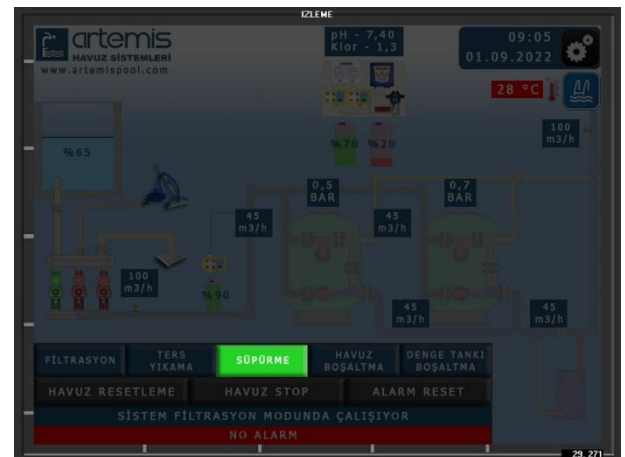 IZLEME
artemis
HAVUZ SİSTEMLERİ
www.artemispool.com
pH - 7,40
Klor - 1,3
09:05
01.09.2022
28 °C
100
m3/h
%65
%70
%20
0,5
BAR
0,7
BAR
45
m3/h
45
m3/h
100
m3/h
%90
45
m3/h
45
m3/h
FİLTRASYON
TERS
YIKAMA
SÜPÜRME
HAVUZ
BOŞALTMA
DENGE TANKI
BOŞALTMA
HAVUZ RESETLEME
HAVUZ STOP
ALARM RESET
SİSTEM FİLTRASYON MODUNDA ÇALIŞIYOR
NO ALARM
29.271